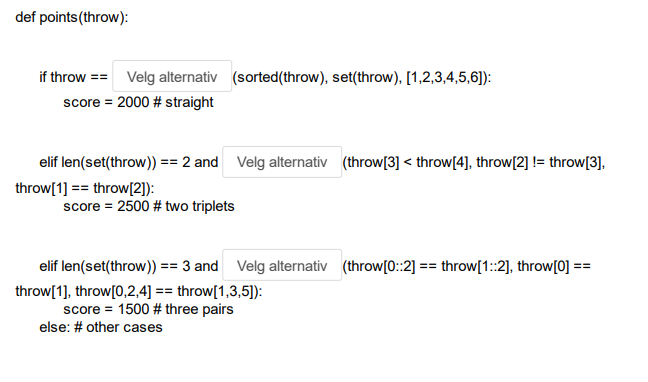 def points(throw):
if throw == Velg alternativ (sorted(throw), set(throw), [1,2,3,4,5,6]):
score = 2000 # straight
elif len(set(throw)) == 2 and Velg alternativ (throw[3] < throw[4], throw[2] != throw[3],
throw[1] == throw[2]):
score = 2500 # two triplets
elif len(set(throw)) == 3 and Velg alternativ (throw[0::2] == throw[1::2], throw[0] ==
throw[1], throw[0,2,4] == throw[1,3,5]):
score = 1500 # three pairs
else: # other cases